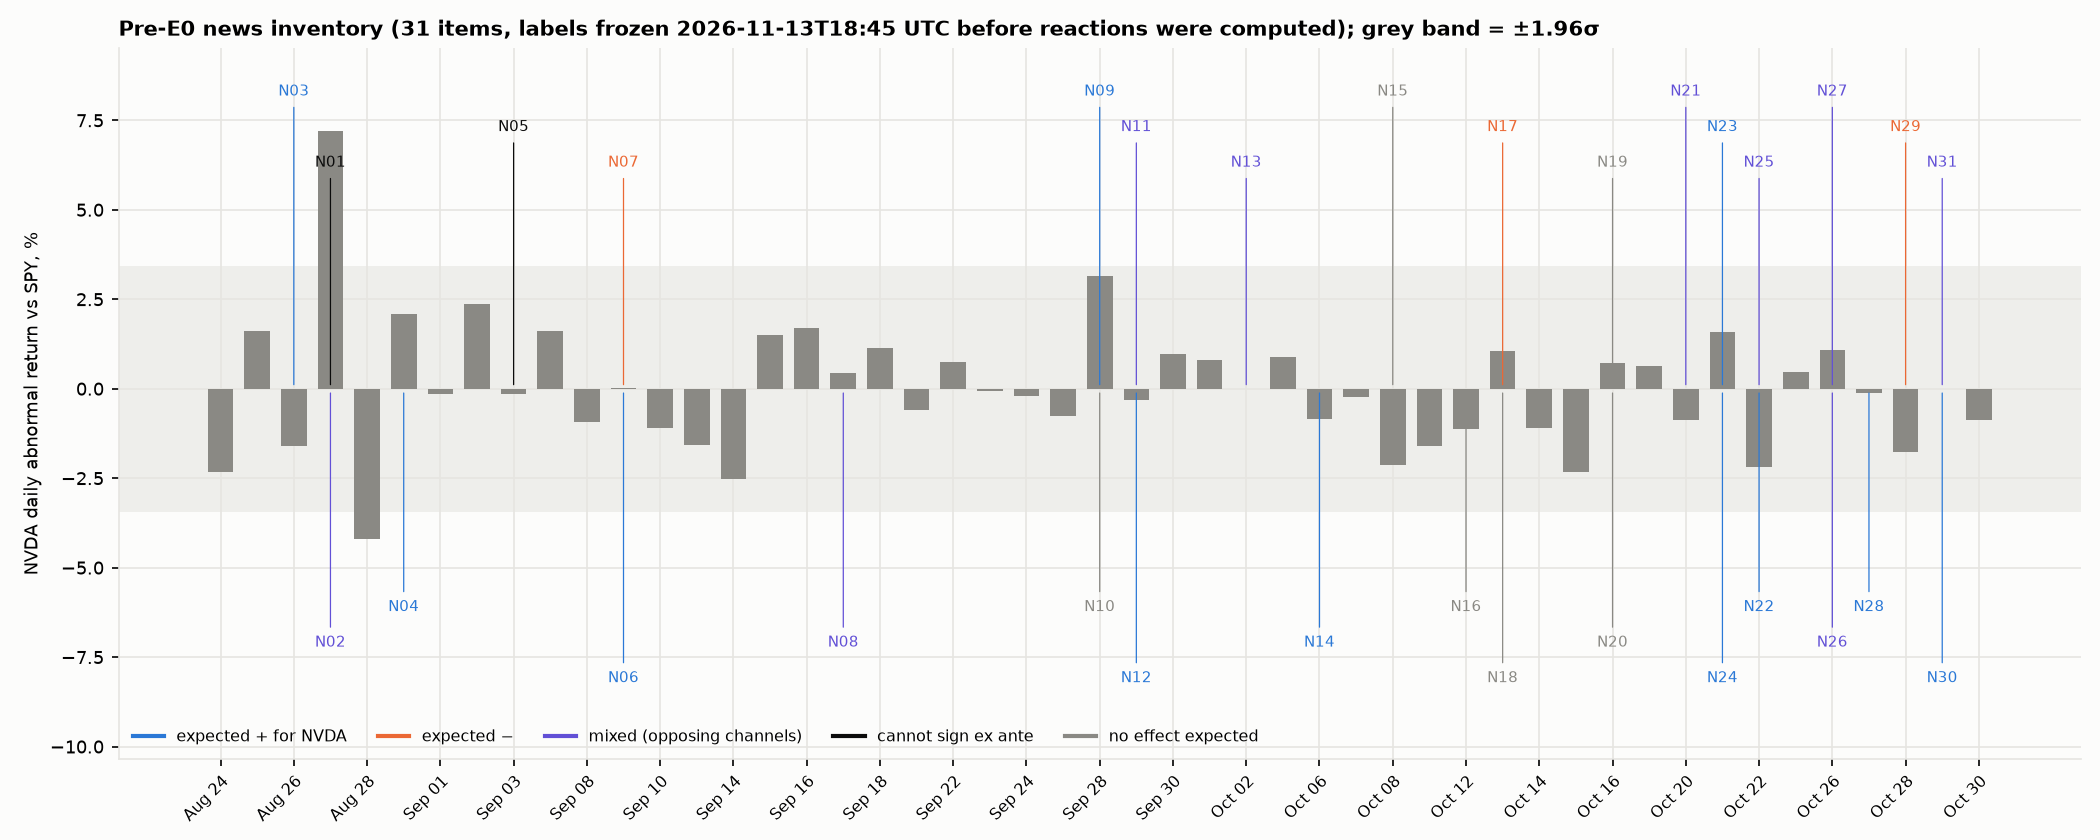 Pre-E0 news inventory (31 items, labels frozen 2026-11-13T18:45 UTC before reactions were computed); grey band = ±1.96σ
N03 N09 N15 N21 N27
N05 N11 N17 N23 N29
7.5
N01 N07 N13 N19 N25 N31
5.0
2.5
0.0
−2.5
−5.0
−7.5
−10.0
NVDA daily abnormal return vs SPY, %
N04 N10 N16 N22 N28
N02 N08 N14 N20 N26
N06 N12 N18 N24 N30
expected + for NVDA
expected −
mixed (opposing channels)
cannot sign ex ante
no effect expected
Aug 24
Aug 26
Aug 28
Sep 01
Sep 03
Sep 08
Sep 10
Sep 14
Sep 16
Sep 18
Sep 22
Sep 24
Sep 28
Sep 30
Oct 02
Oct 06
Oct 08
Oct 12
Oct 14
Oct 16
Oct 20
Oct 22
Oct 26
Oct 28
Oct 30